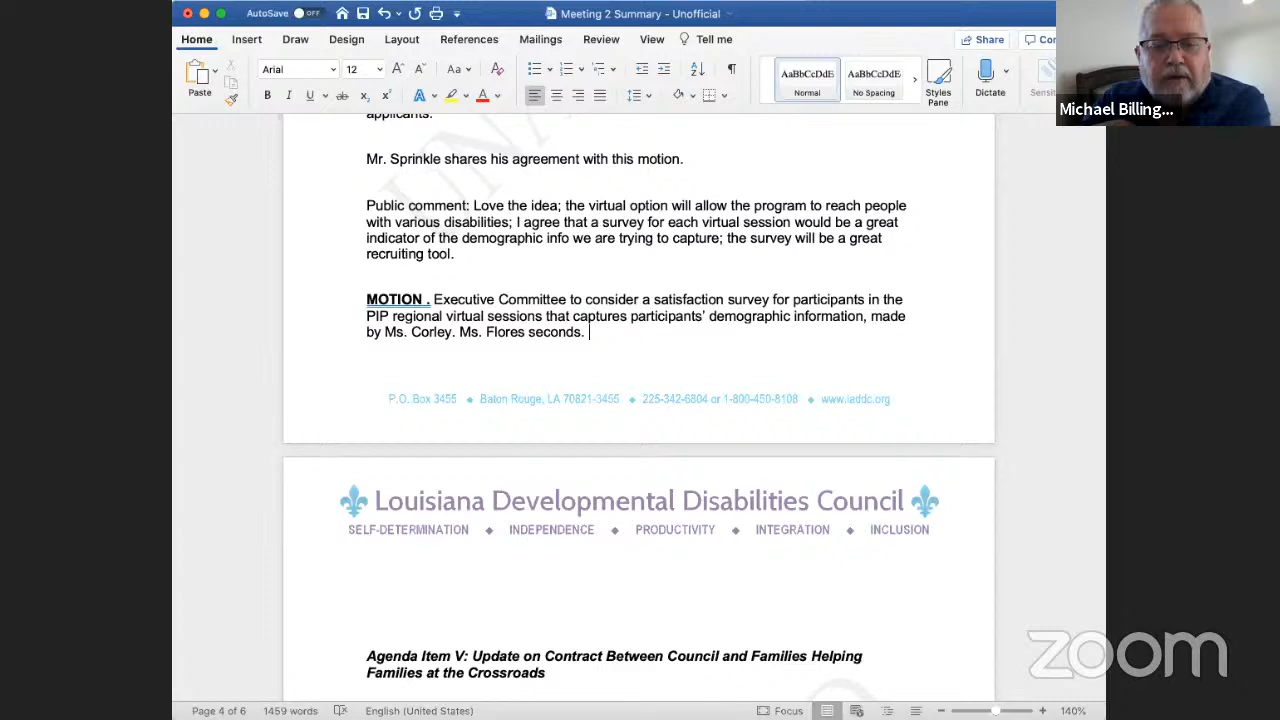 AutoSave OFF
Meeting 2 Summary - Unofficial
Home Insert Draw Design Layout References Mailings Review View Tell me
Share
Paste
Arial 12
Aa
B I U ab x₂ x² A A
AaBbCcDdE AaBbCcDdE
Normal No Spacing
Styles Pane
Dictate
Michael Billing...
applicants.
Mr. Sprinkle shares his agreement with this motion.
Public comment: Love the idea; the virtual option will allow the program to reach people
with various disabilities; I agree that a survey for each virtual session would be a great
indicator of the demographic info we are trying to capture; the survey will be a great
recruiting tool.
MOTION . Executive Committee to consider a satisfaction survey for participants in the
PIP regional virtual sessions that captures participants’ demographic information, made
by Ms. Corley. Ms. Flores seconds.
P.O. Box 3455 ◆ Baton Rouge, LA 70821-3455 ◆ 225-342-6804 or 1-800-450-8108 ◆ www.laddc.org
Louisiana Developmental Disabilities Council
SELF-DETERMINATION ◆ INDEPENDENCE ◆ PRODUCTIVITY ◆ INTEGRATION ◆ INCLUSION
Agenda Item V: Update on Contract Between Council and Families Helping
Families at the Crossroads
zoom
Page 4 of 6 1459 words English (United States) Focus 140%